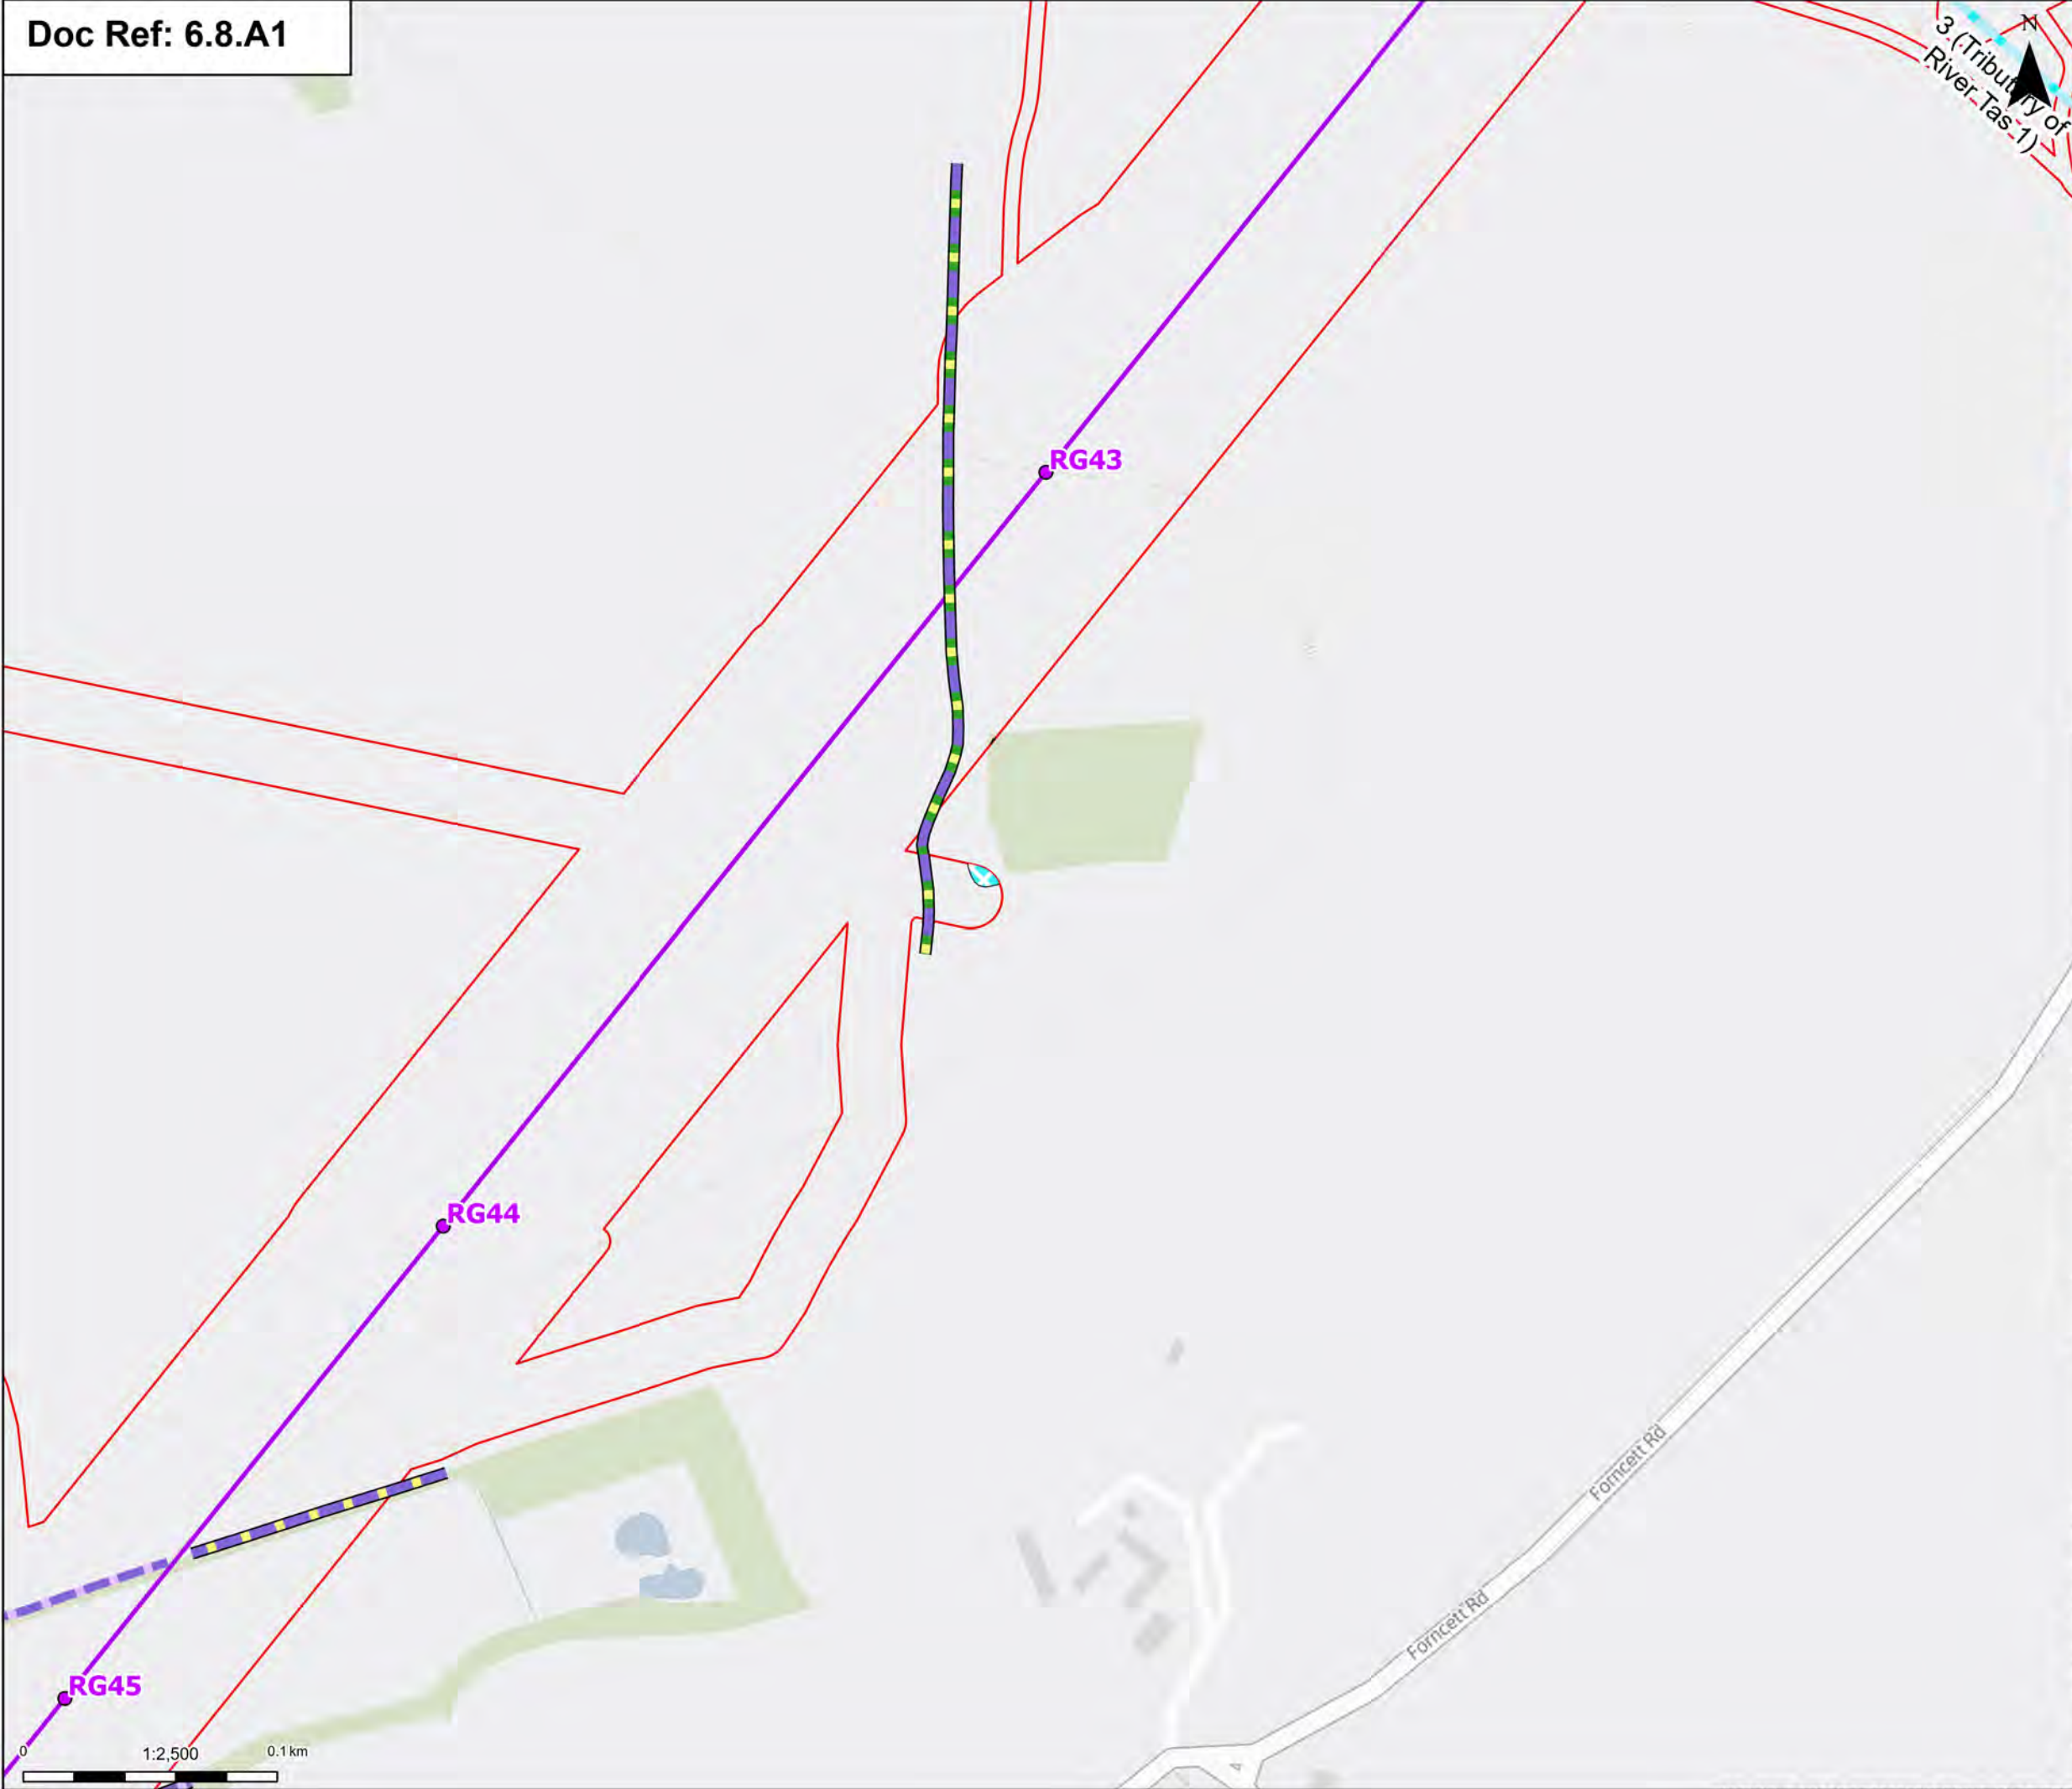 Doc Ref: 6.8.A1
N
3 (Tributary of
River Tas 1)
RG43
RG44
Forncett Rd
Forncett Rd
RG45
0
1:2,500
0.1 km